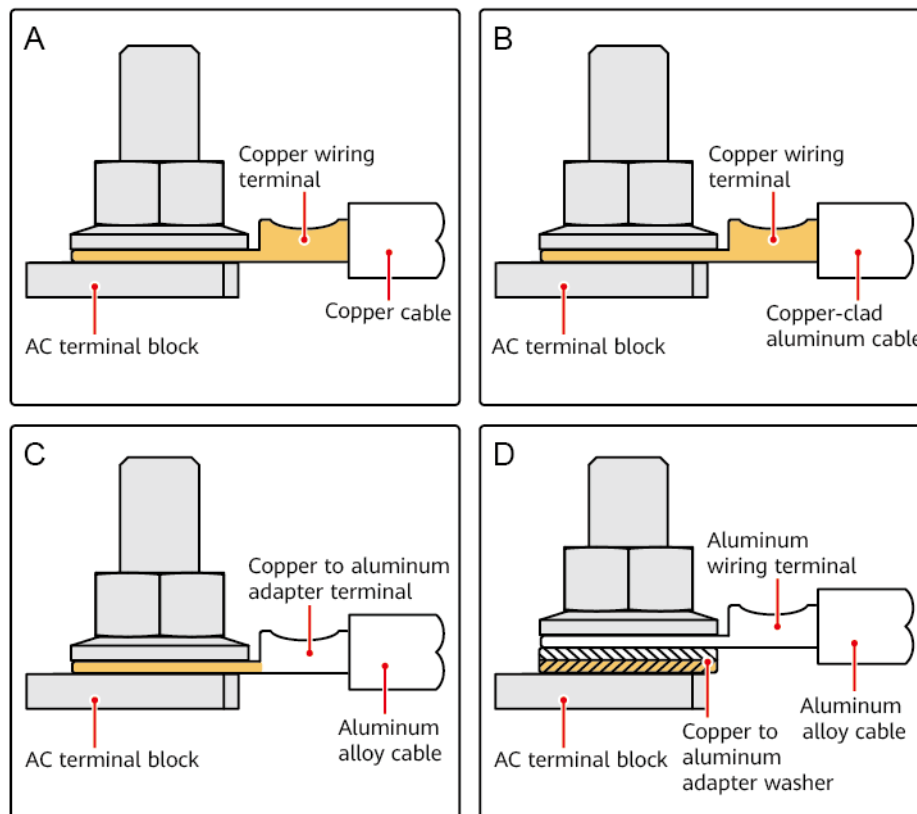 A
Copper wiring
terminal
Copper cable
AC terminal block
B
Copper wiring
terminal
Copper-clad
aluminum cable
AC terminal block
C
Copper to aluminum
adapter terminal
Aluminum
alloy cable
AC terminal block
D
Aluminum
wiring terminal
Aluminum
alloy cable
Copper to
aluminum
adapter washer
AC terminal block